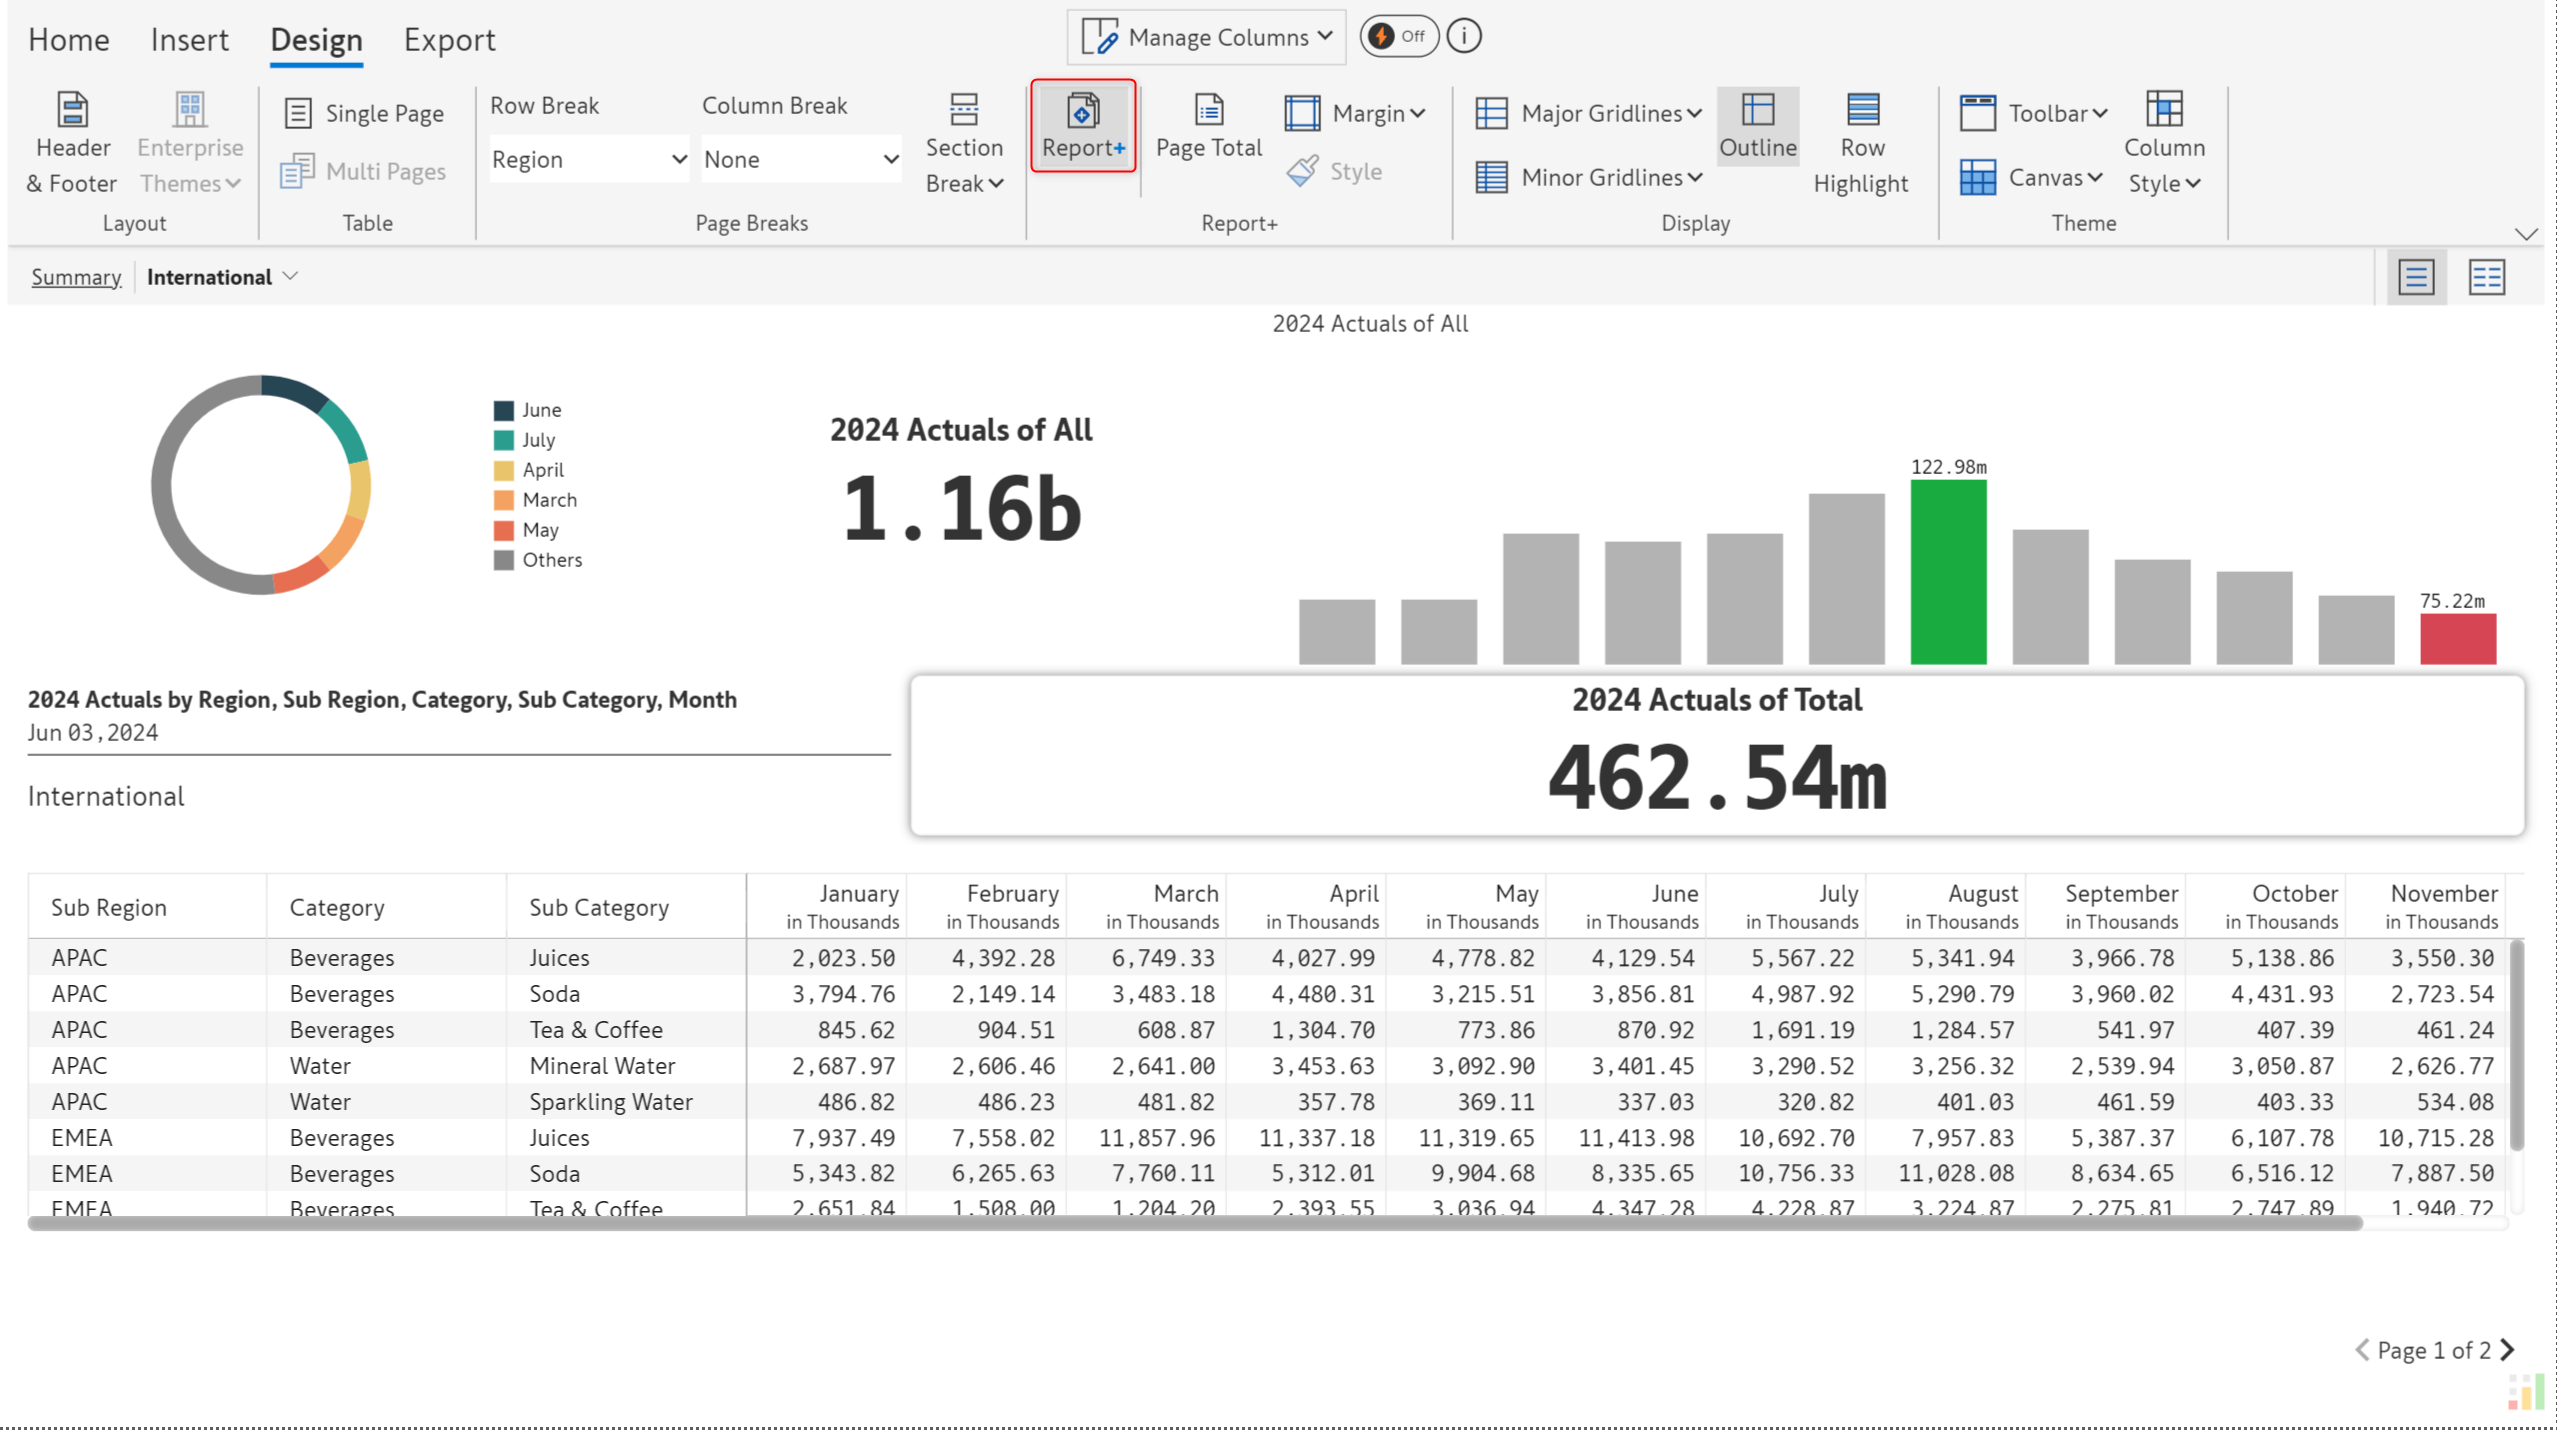 Home Insert Design Export
Manage Columns Off i
Header & Footer
Enterprise Themes
Layout
Single Page
Multi Pages
Table
Row Break
Region
Column Break
None
Section Break
Page Breaks
Report+
Page Total
Margin
Style
Report+
Major Gridlines
Minor Gridlines
Outline
Row Highlight
Display
Toolbar
Canvas
Column Style
Theme
Summary International
2024 Actuals of All
June
July
April
March
May
Others
2024 Actuals of All
1.16b
122.98m
75.22m
2024 Actuals by Region, Sub Region, Category, Sub Category, Month
Jun 03,2024
International
2024 Actuals of Total
462.54m
Sub Region Category Sub Category January February March April May June July August September October November
in Thousands in Thousands in Thousands in Thousands in Thousands in Thousands in Thousands in Thousands in Thousands in Thousands in Thousands
APAC Beverages Juices 2,023.50 4,392.28 6,749.33 4,027.99 4,778.82 4,129.54 5,567.22 5,341.94 3,966.78 5,138.86 3,550.30
APAC Beverages Soda 3,794.76 2,149.14 3,483.18 4,480.31 3,215.51 3,856.81 4,987.92 5,290.79 3,960.02 4,431.93 2,723.54
APAC Beverages Tea & Coffee 845.62 904.51 608.87 1,304.70 773.86 870.92 1,691.19 1,284.57 541.97 407.39 461.24
APAC Water Mineral Water 2,687.97 2,606.46 2,641.00 3,453.63 3,092.90 3,401.45 3,290.52 3,256.32 2,539.94 3,050.87 2,626.77
APAC Water Sparkling Water 486.82 486.23 481.82 357.78 369.11 337.03 320.82 401.03 461.59 403.33 534.08
EMEA Beverages Juices 7,937.49 7,558.02 11,857.96 11,337.18 11,319.65 11,413.98 10,692.70 7,957.83 5,387.37 6,107.78 10,715.28
EMEA Beverages Soda 5,343.82 6,265.63 7,760.11 5,312.01 9,904.68 8,335.65 10,756.33 11,028.08 8,634.65 6,516.12 7,887.50
EMEA Beverages Tea & Coffee 2,651.84 1,508.00 1,204.20 2,393.55 3,036.94 4,347.28 4,228.87 3,224.87 2,275.81 2,747.89 1,940.72
Page 1 of 2